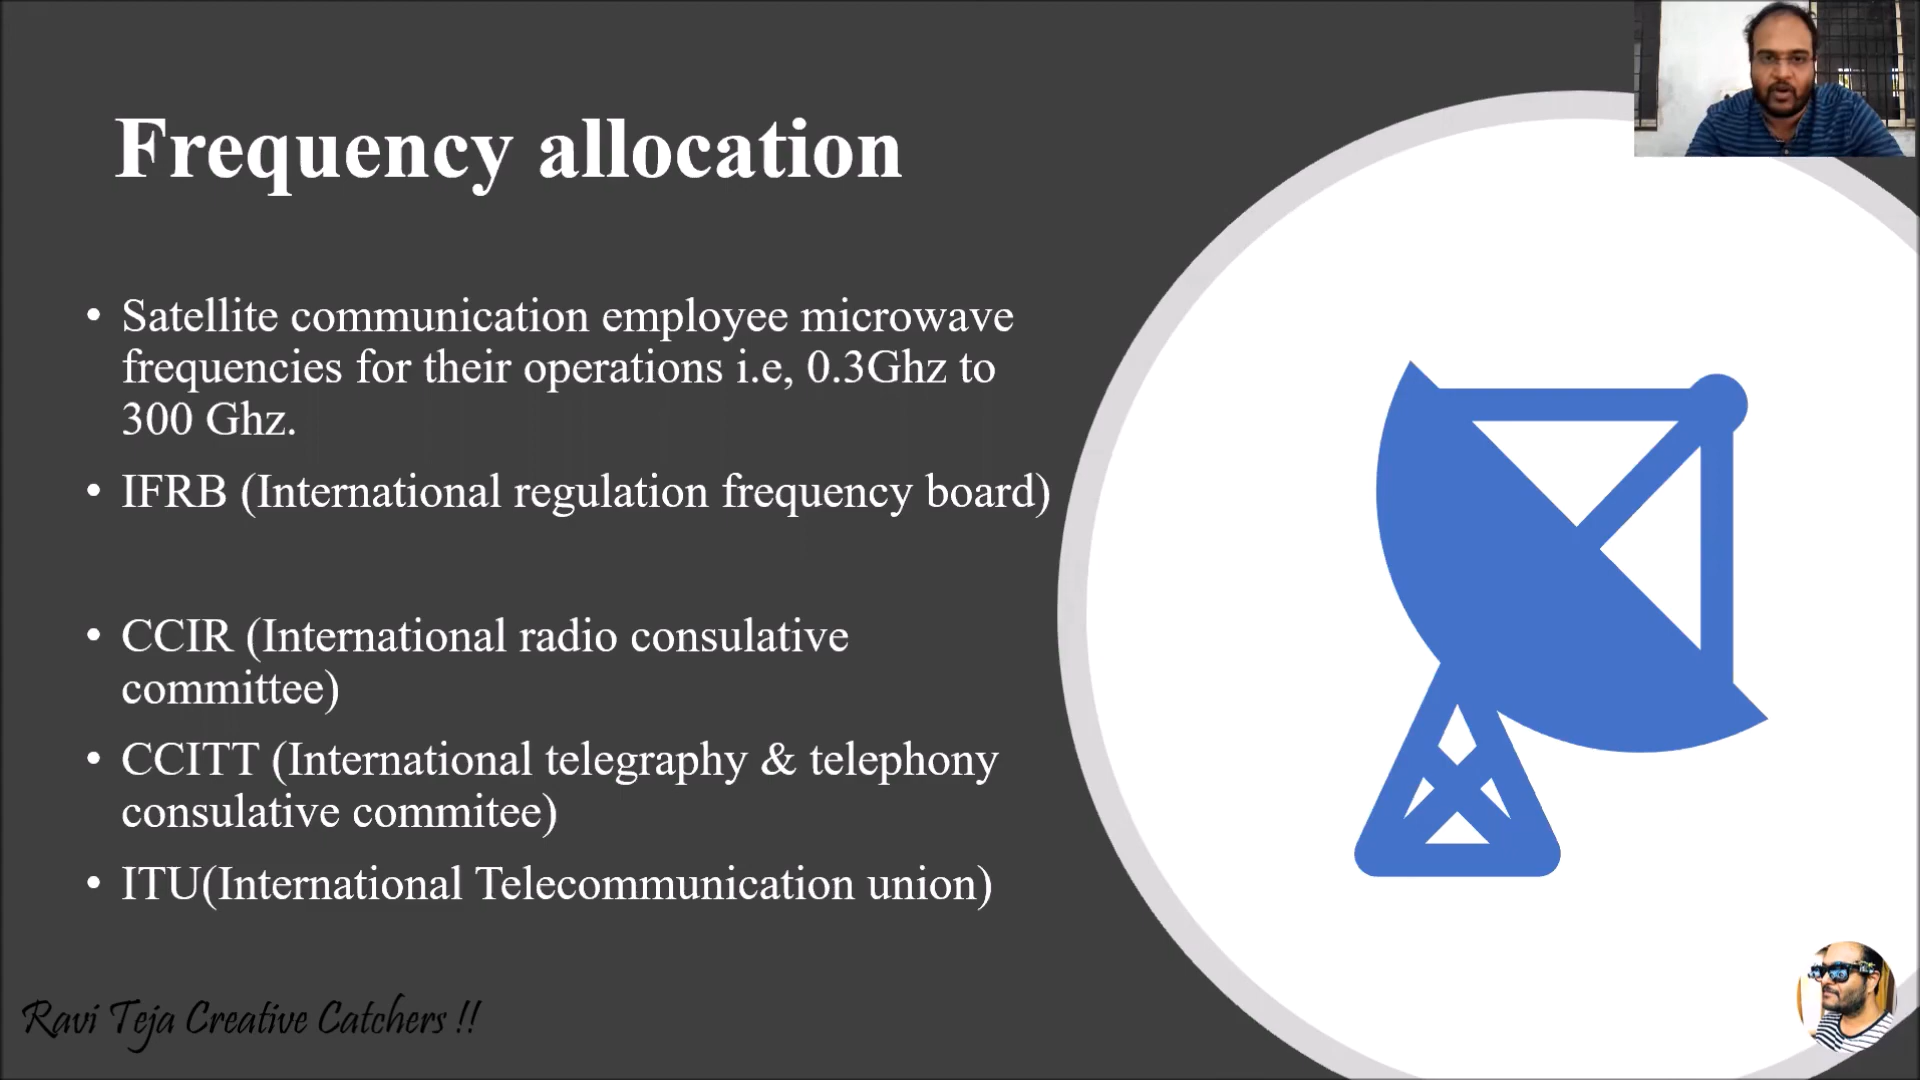 Frequency allocation
• Satellite communication employee microwave
frequencies for their operations i.e, 0.3Ghz to
300 Ghz.
• IFRB (International regulation frequency board)
• CCIR (International radio consulative
committee)
• CCITT (International telegraphy & telephony
consulative commitee)
• ITU(International Telecommunication union)
Ravi Teja Creative Catchers !!